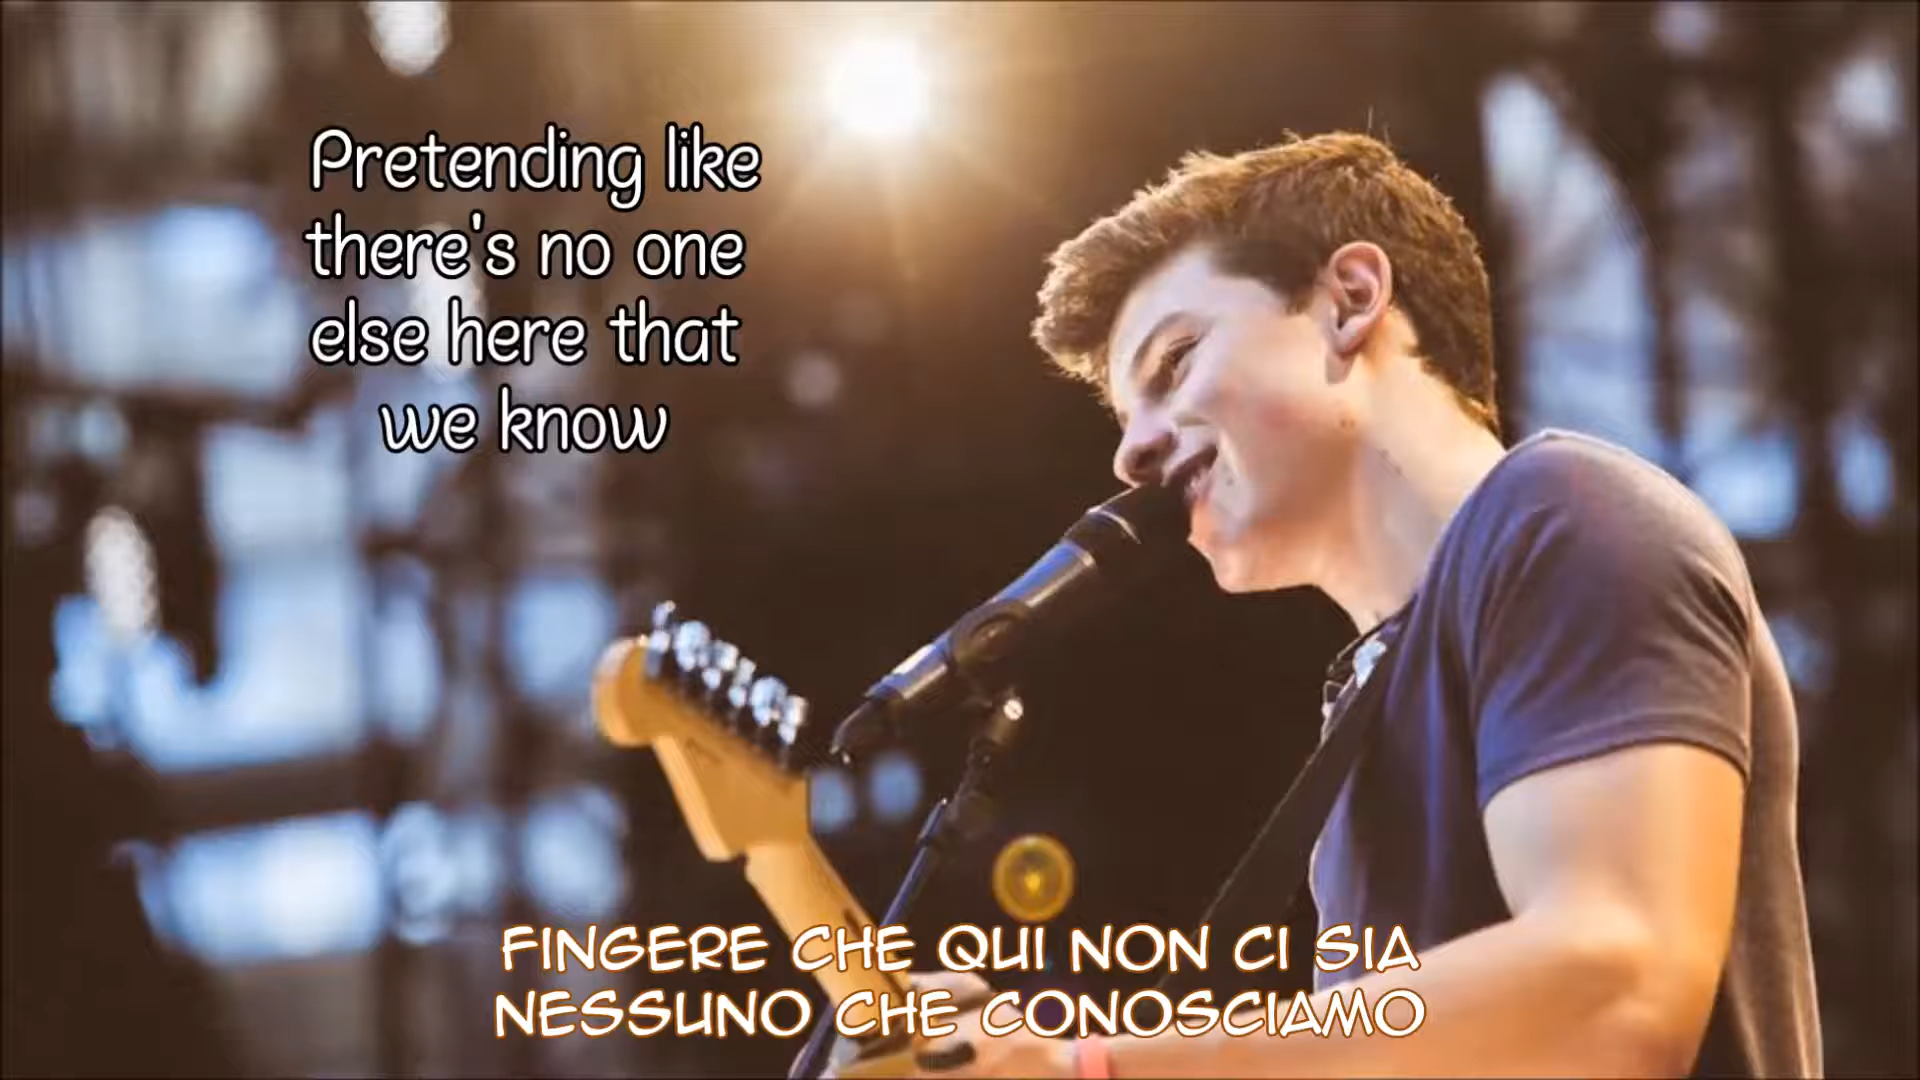 Pretending like
there's no one
else here that
we know
FINGERE CHE QUI NON CI SIA
NESSUNO CHE CONOSCIAMO